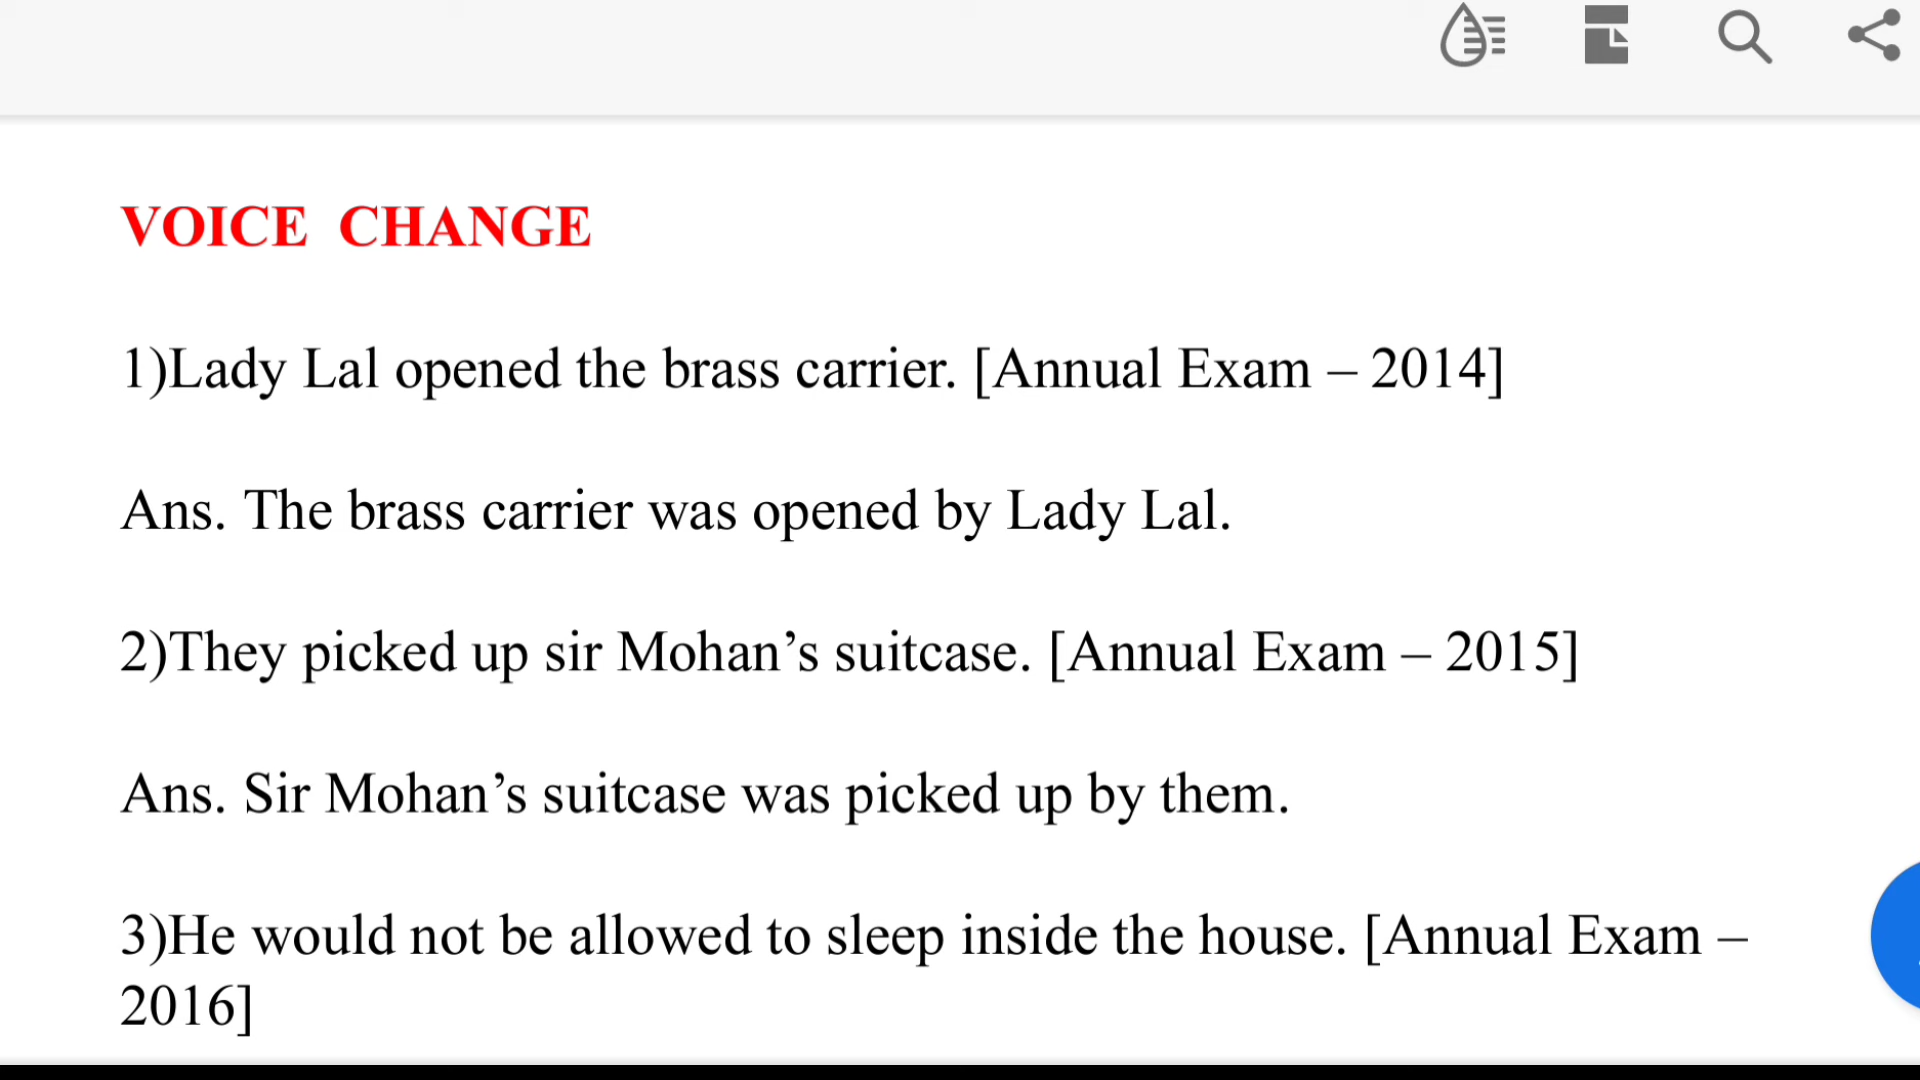 VOICE CHANGE
1)Lady Lal opened the brass carrier. [Annual Exam – 2014]
Ans. The brass carrier was opened by Lady Lal.
2)They picked up sir Mohan’s suitcase. [Annual Exam – 2015]
Ans. Sir Mohan’s suitcase was picked up by them.
3)He would not be allowed to sleep inside the house. [Annual Exam –
2016]